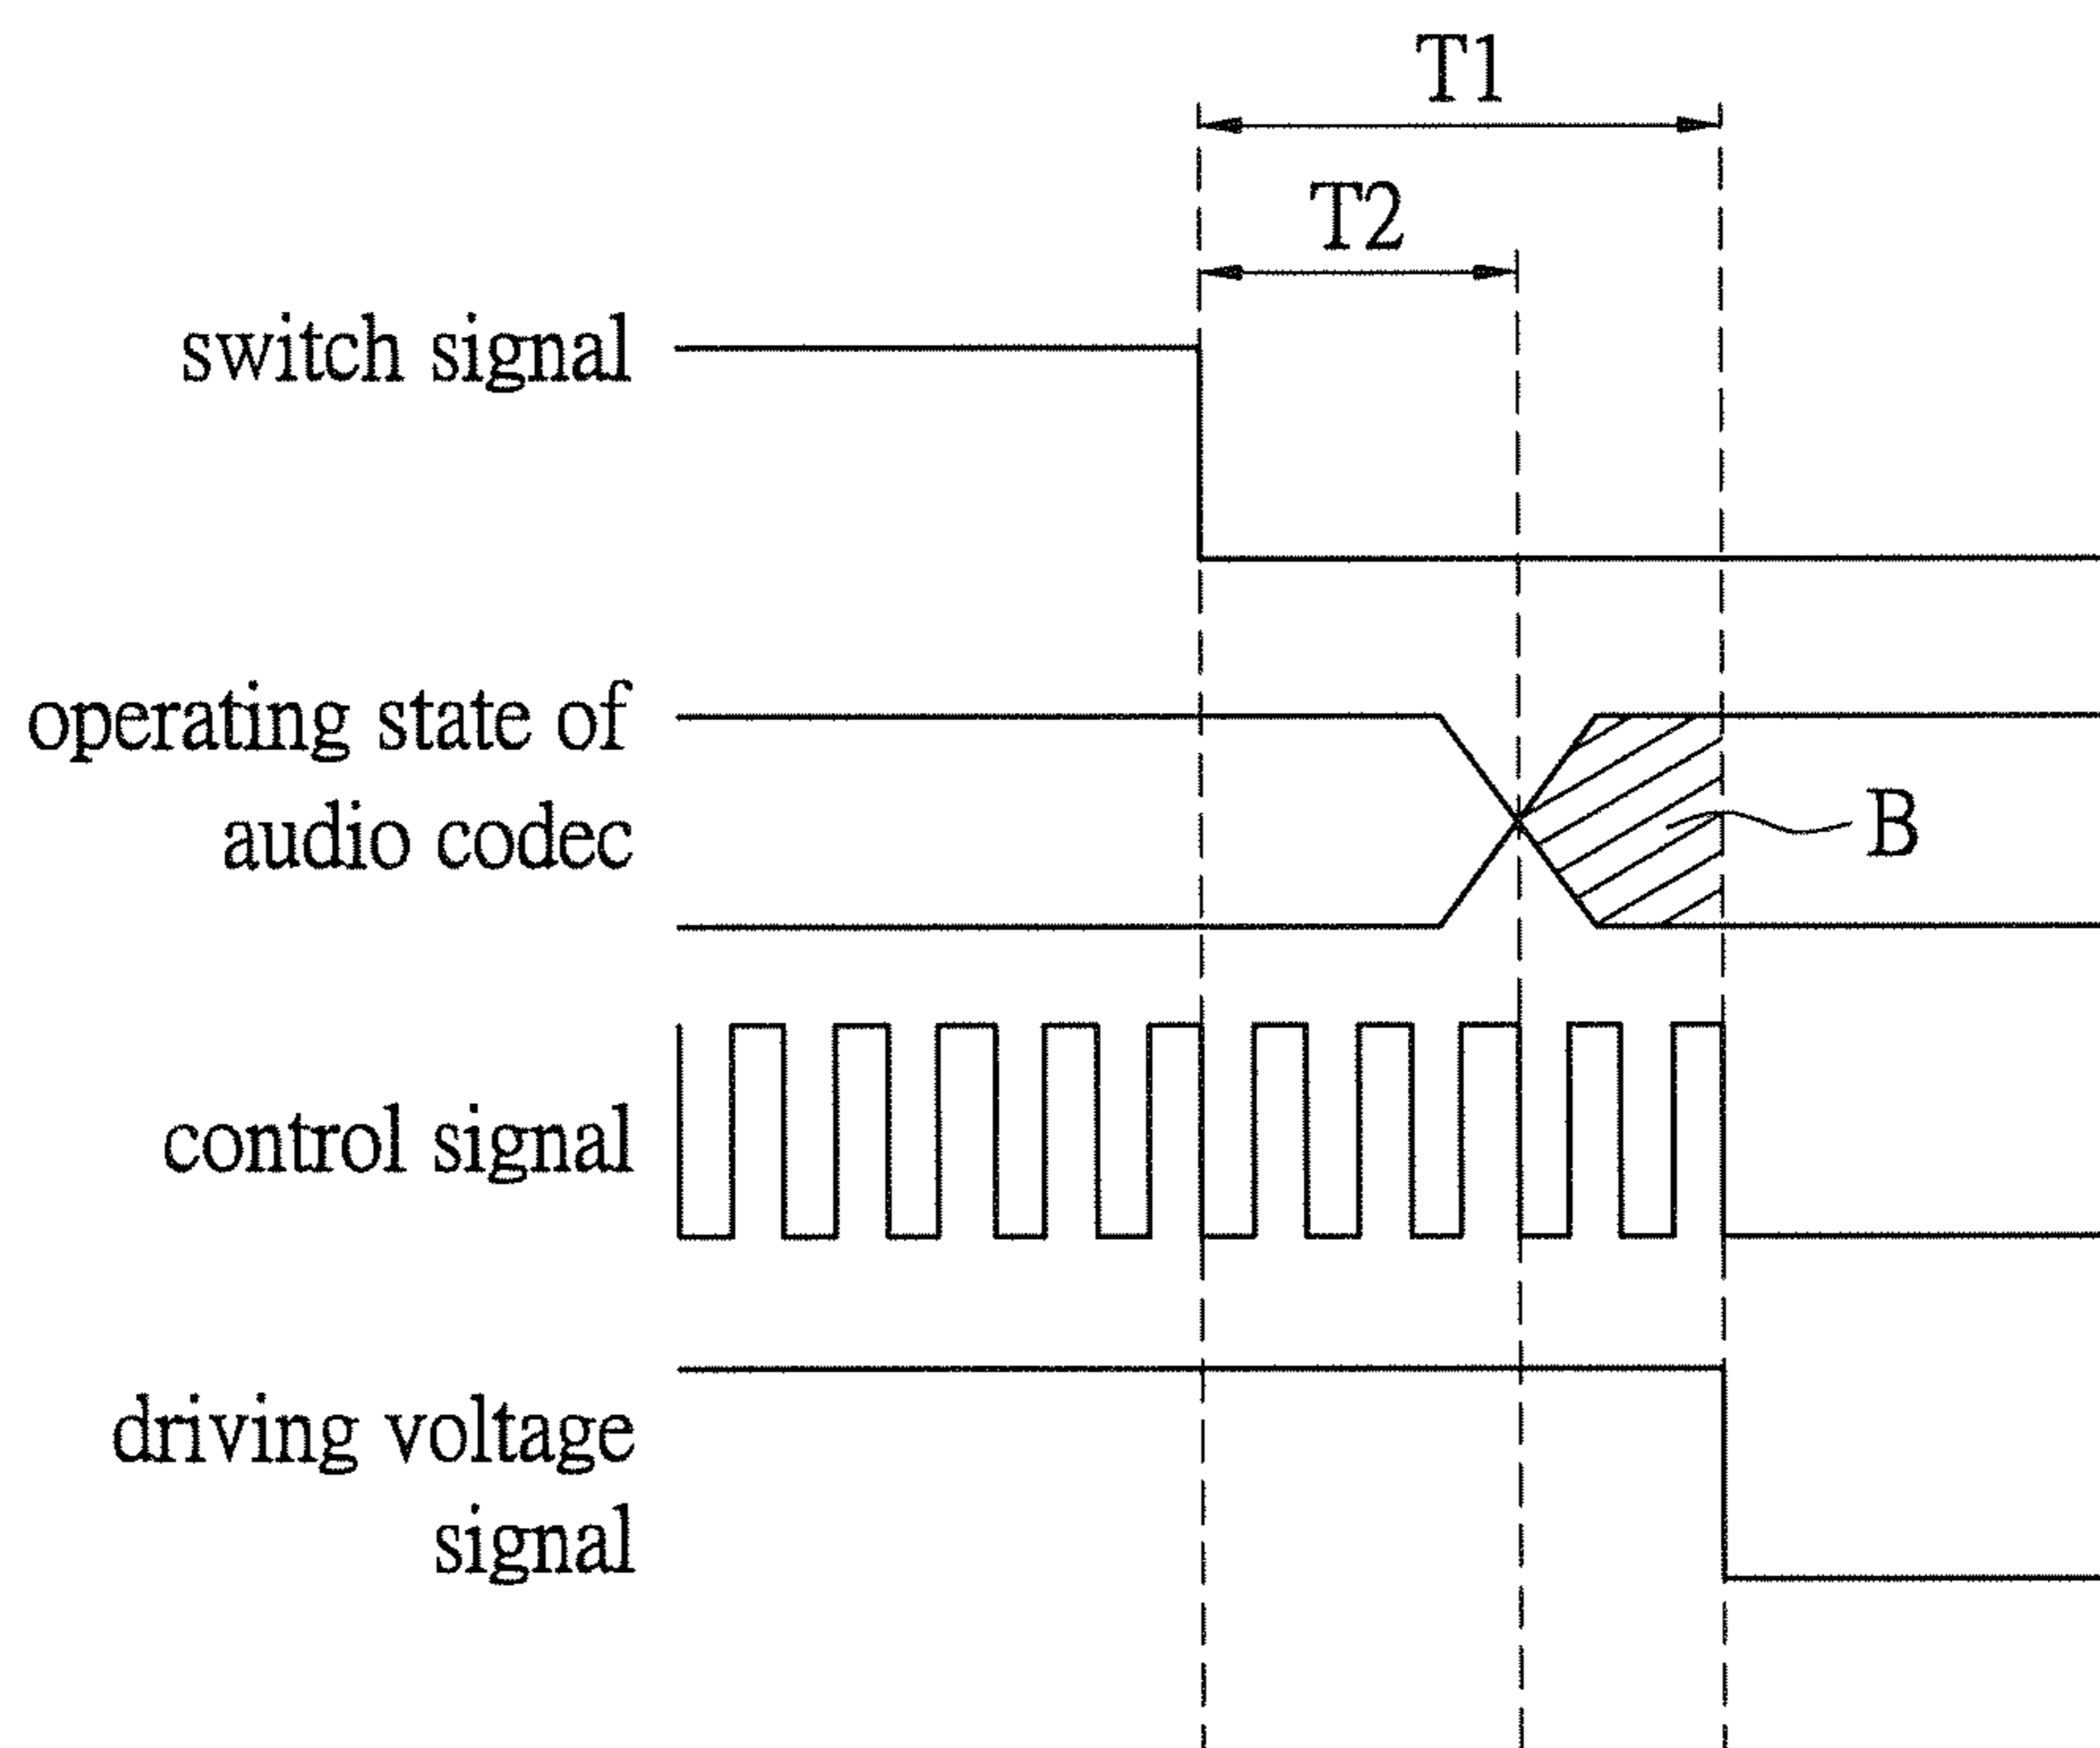 T1
T2
switch signal
operating state of
audio codec
B
control signal
driving voltage
signal